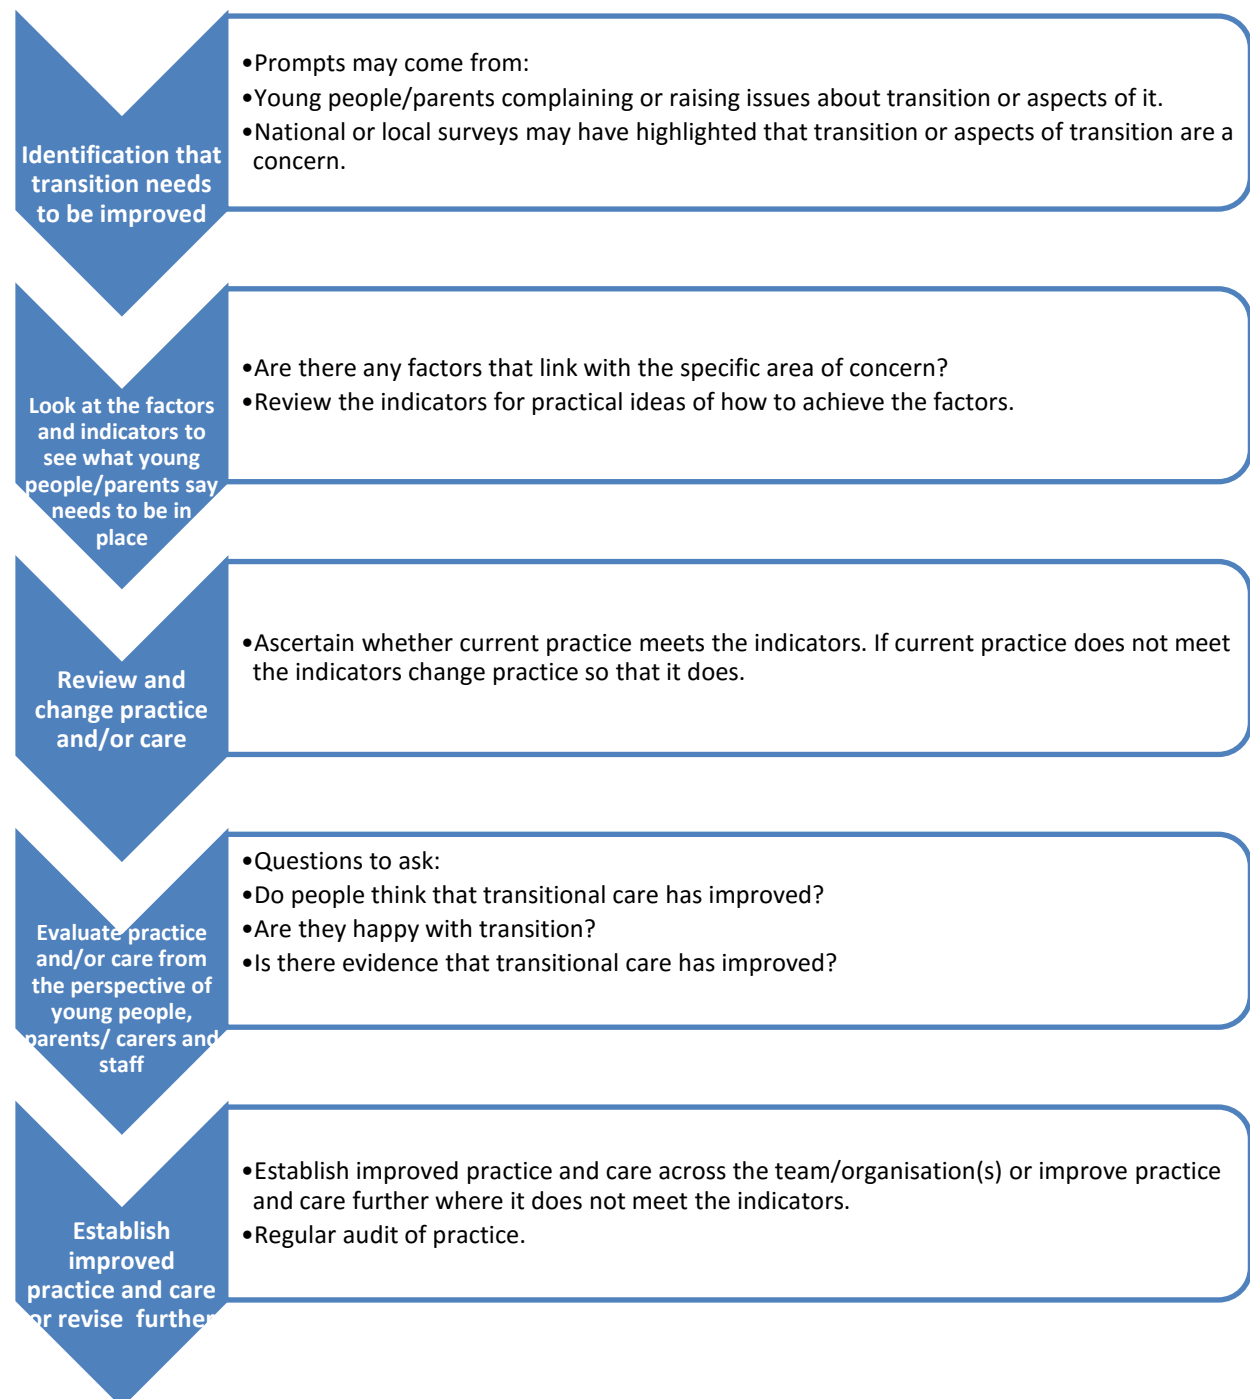 Identification that
transition needs
to be improved
•Prompts may come from:
•Young people/parents complaining or raising issues about transition or aspects of it.
•National or local surveys may have highlighted that transition or aspects of transition are a
concern.
Look at the factors
and indicators to
see what young
people/parents say
needs to be in
place
•Are there any factors that link with the specific area of concern?
•Review the indicators for practical ideas of how to achieve the factors.
Review and
change practice
and/or care
•Ascertain whether current practice meets the indicators. If current practice does not meet
the indicators change practice so that it does.
Evaluate practice
and/or care from
the perspective of
young people,
parents/ carers and
staff
•Questions to ask:
•Do people think that transitional care has improved?
•Are they happy with transition?
•Is there evidence that transitional care has improved?
Establish
improved
practice and care
or revise further
•Establish improved practice and care across the team/organisation(s) or improve practice
and care further where it does not meet the indicators.
•Regular audit of practice.